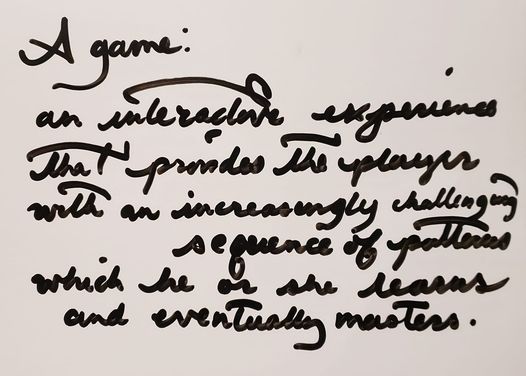 A game:
an interactive experience
that provides the player
with an increasingly challenging
sequence of patterns
which he or she learns
and eventually masters.